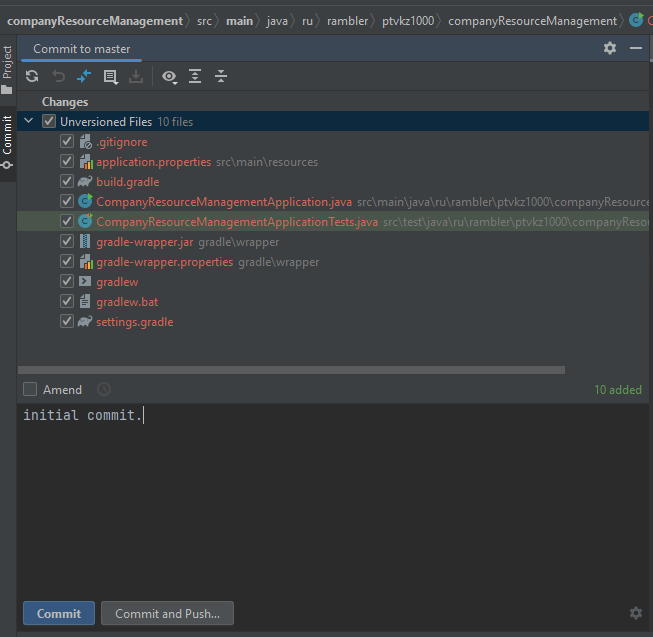 companyResourceManagement src main java ru rambler ptvkz1000 companyResourceManagement
Project
Commit
Commit to master
Changes
Unversioned Files 10 files
.gitignore
application.properties src\main\resources
build.gradle
CompanyResourceManagementApplication.java src\main\java\ru\rambler\ptvkz1000\companyResource
CompanyResourceManagementApplicationTests.java src\test\java\ru\rambler\ptvkz1000\companyReso
gradle-wrapper.jar gradle\wrapper
gradle-wrapper.properties gradle\wrapper
gradlew
gradlew.bat
settings.gradle
Amend 10 added
initial commit.
Commit Commit and Push...